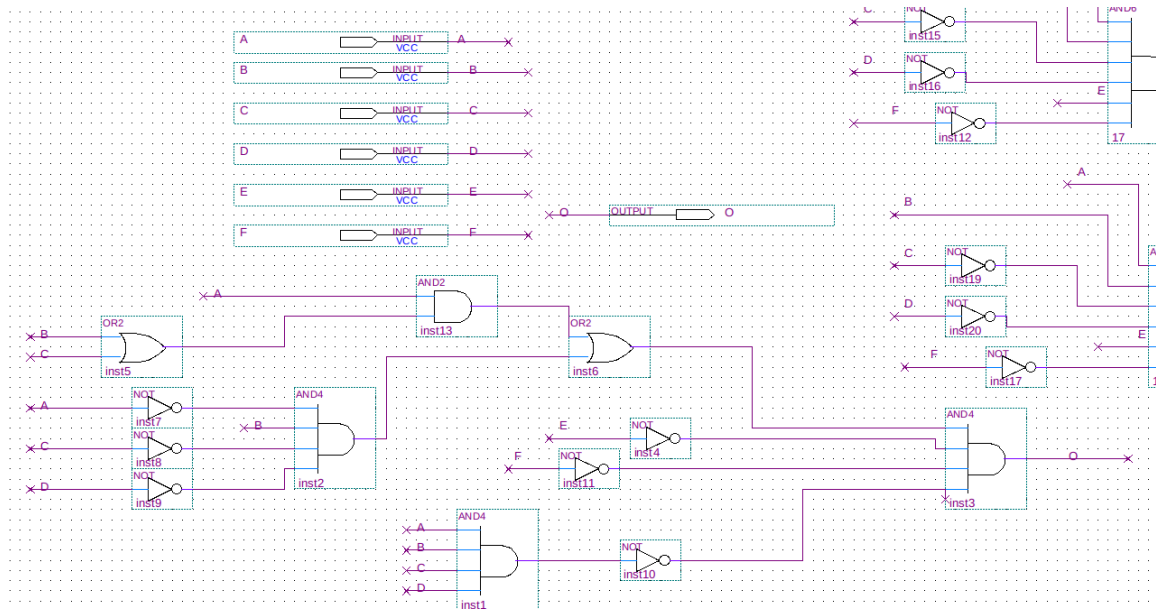 A INPUT VCC A
B INPUT VCC B
C INPUT VCC C
D INPUT VCC D
E INPUT VCC E
F INPUT VCC F
O OUTPUT O
C NOT inst15
D NOT inst16
E
F NOT inst12
AND6
17
A
B
C NOT inst19
D NOT inst20
E
F NOT inst17
A
AND2
inst13
B
C
OR2
inst5
OR2
inst6
A NOT inst7
B
C NOT inst8
D NOT inst9
AND4
inst2
E NOT inst4
F NOT inst11
AND4
inst3
O
A
B
C
D
AND4
inst1
NOT
inst10